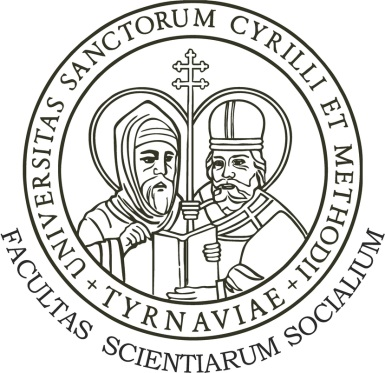 UNIVERSITAS SANCTORUM CYRILLI ET METHODII
+ TYRNAVIAE +
FACULTAS SCIENTIARUM SOCIALIUM